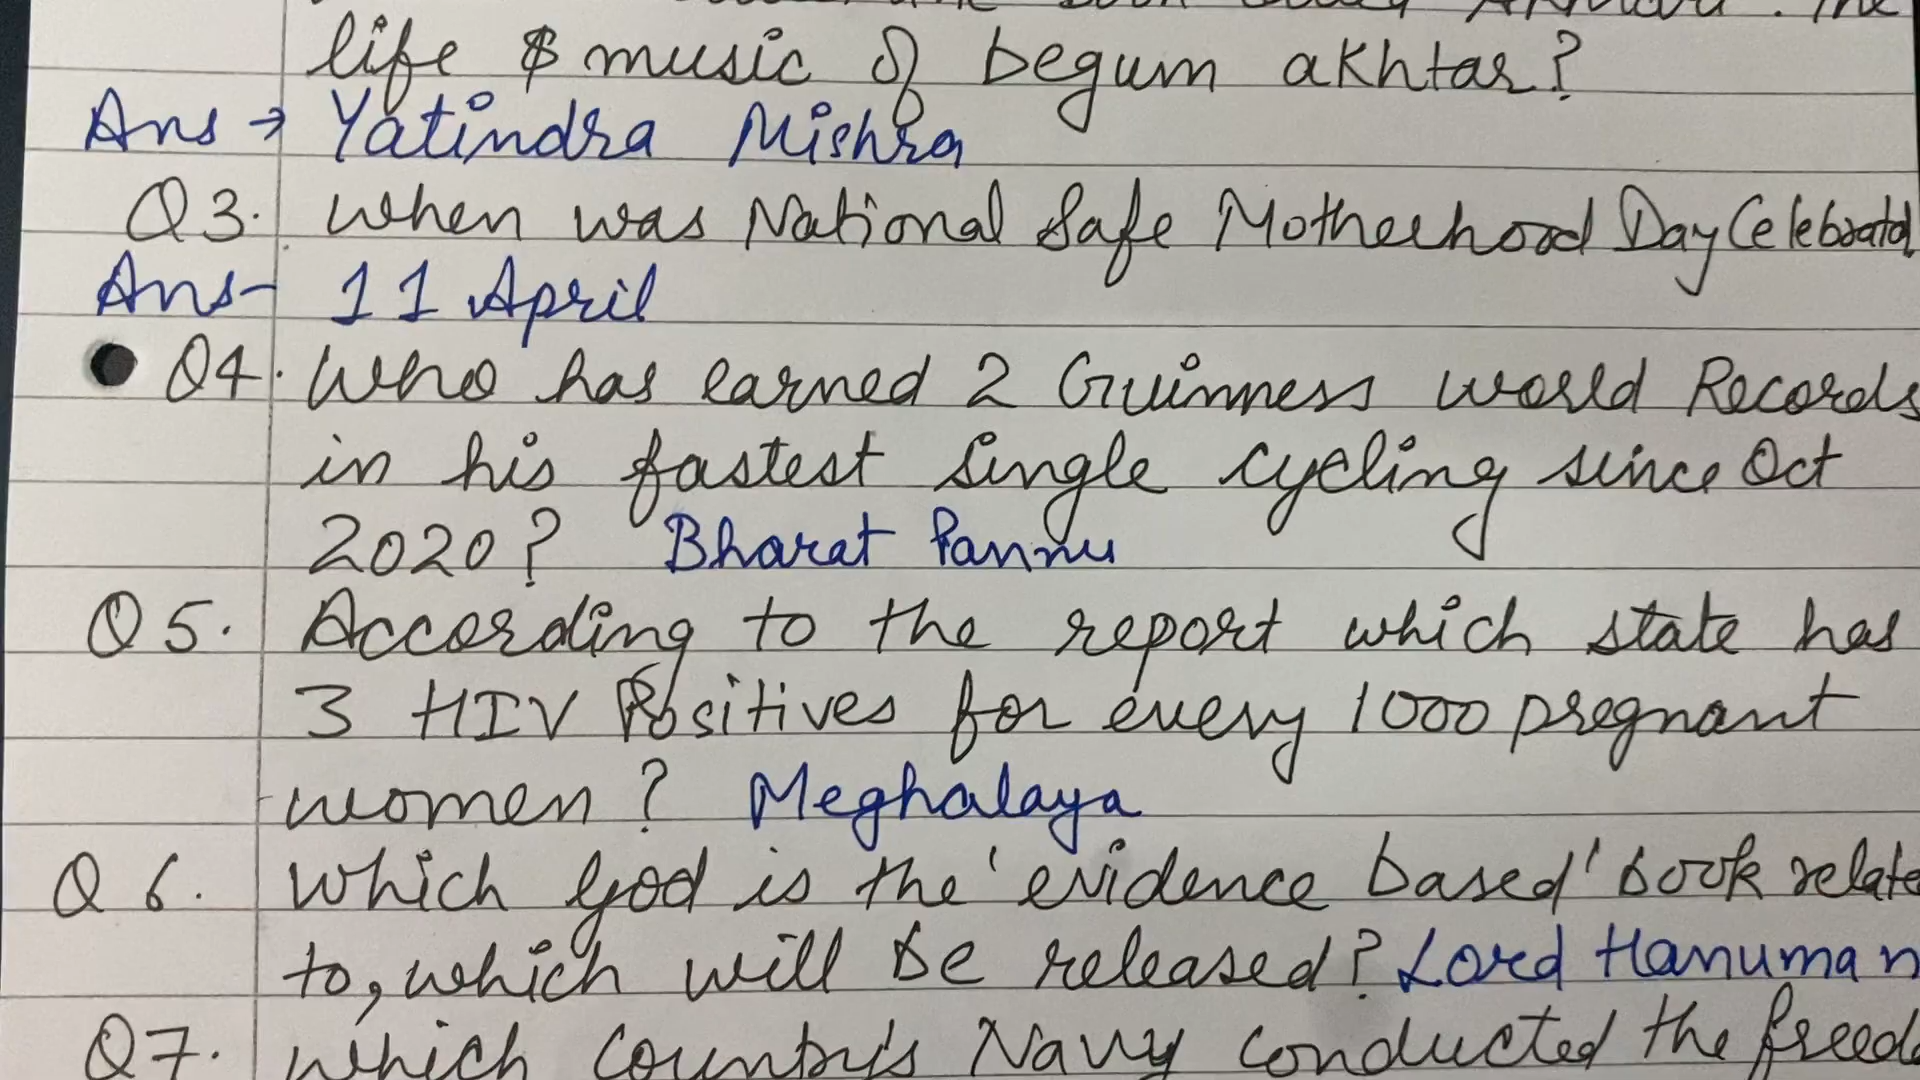 life & music of begum akhtar?
Ans → Yatindra Mishra
Q3. When was National Safe Motherhood Day Celebrated
Ans- 11 April
Q4. Who has earned 2 Guinness world Records
in his fastest single cycling since Oct
2020? Bharat Pannu
Q5. According to the report which state has
3 HIV Positives for every 1000 pregnant
women? Meghalaya
Q6. Which god is the 'evidence based' book relate
to, which will be released? Lord Hanuman
Q7. Which country's Navy conducted the freedo